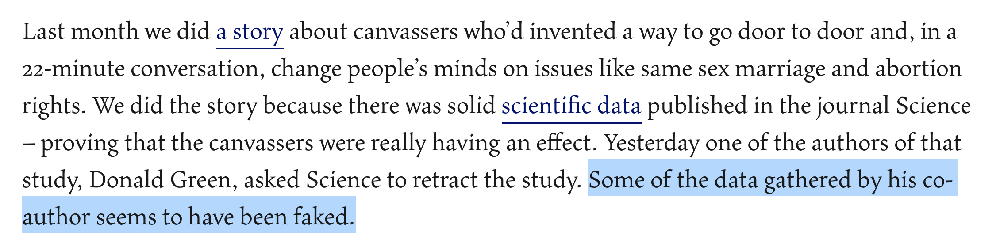 Last month we did a story about canvassers who’d invented a way to go door to door and, in a
22-minute conversation, change people’s minds on issues like same sex marriage and abortion
rights. We did the story because there was solid scientific data published in the journal Science
– proving that the canvassers were really having an effect. Yesterday one of the authors of that
study, Donald Green, asked Science to retract the study. Some of the data gathered by his co-
author seems to have been faked.